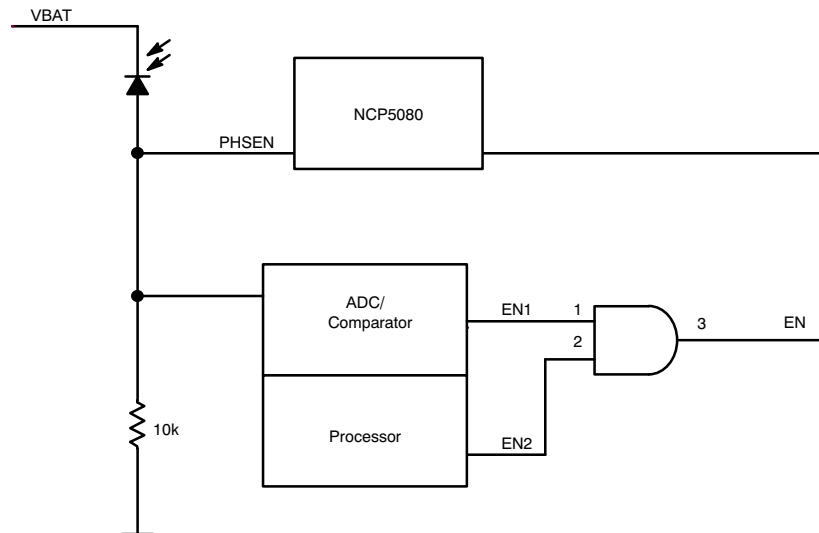 VBAT
NCP5080
PHSEN
ADC/
Comparator
EN1
1
2
3
EN
Processor
10k
EN2